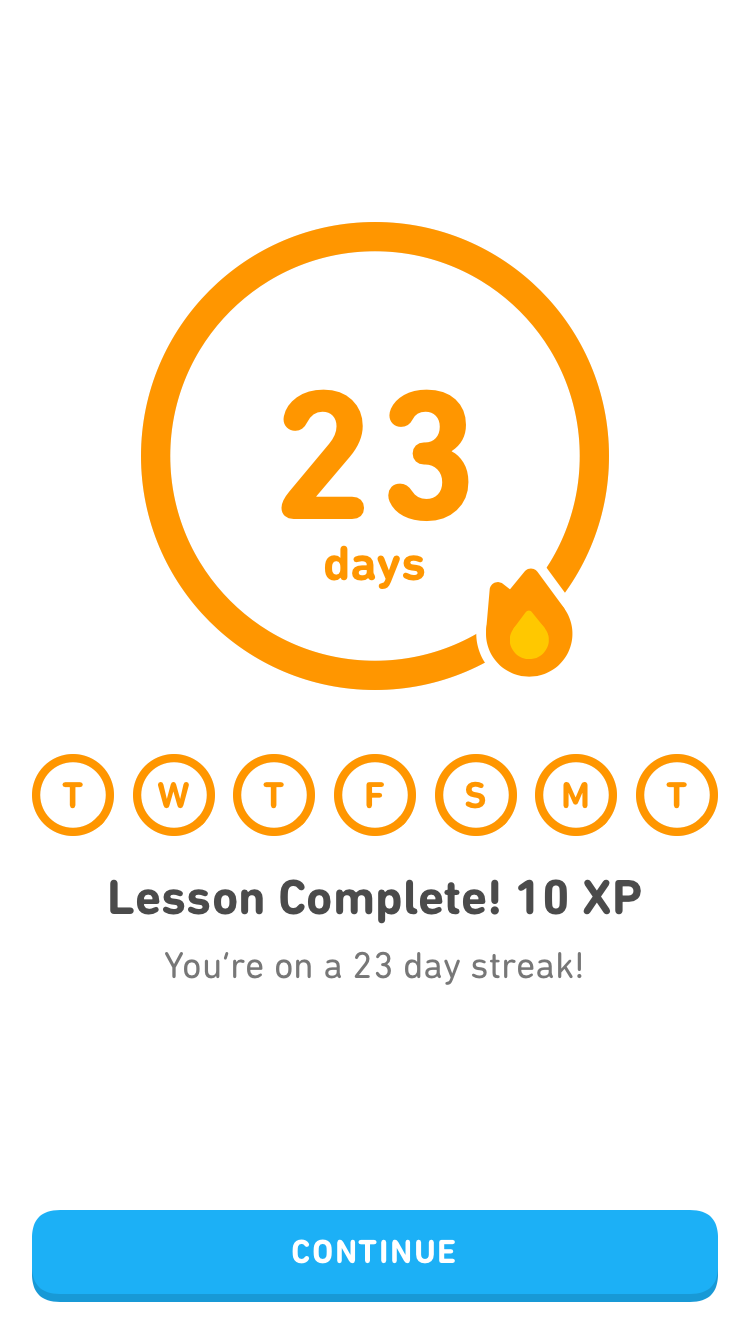 23
days
T W T F S M T
Lesson Complete! 10 XP
You're on a 23 day streak!
CONTINUE